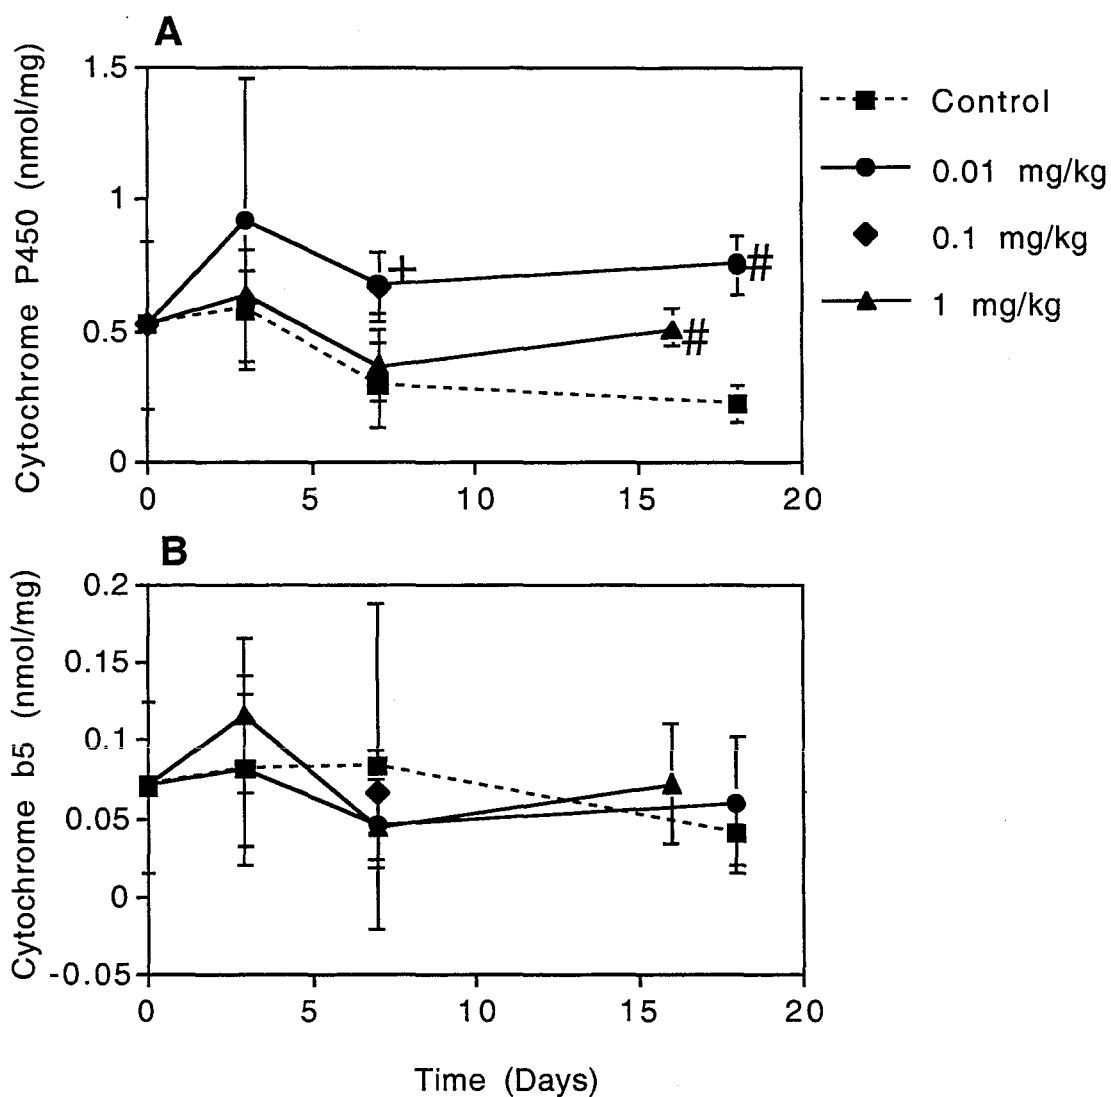 A
Cytochrome P450 (nmol/mg)
1.5
1
0.5
0
0 5 10 15 20
+
#
#
Control
0.01 mg/kg
0.1 mg/kg
1 mg/kg
B
Cytochrome b5 (nmol/mg)
0.2
0.15
0.1
0.05
0
-0.05
0 5 10 15 20
Time (Days)